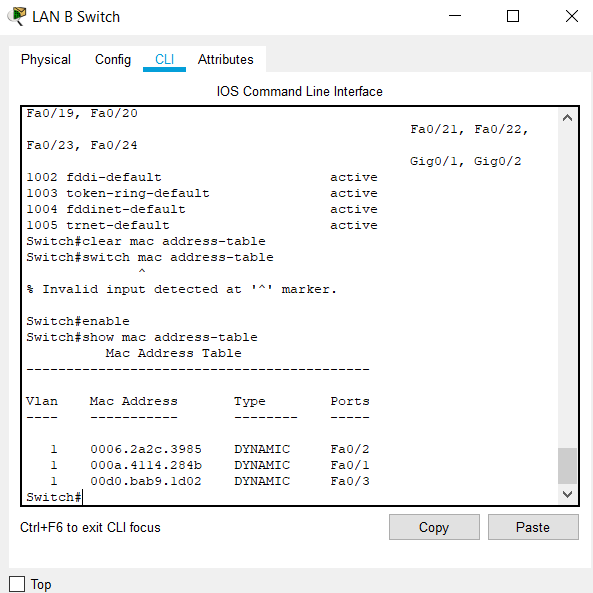 LAN B Switch
Physical Config CLI Attributes
IOS Command Line Interface
Fa0/19, Fa0/20
Fa0/21, Fa0/22,
Fa0/23, Fa0/24
Gig0/1, Gig0/2
1002 fddi-default active
1003 token-ring-default active
1004 fddinet-default active
1005 trnet-default active
Switch#clear mac address-table
Switch#switch mac address-table
^
% Invalid input detected at '^' marker.
Switch#enable
Switch#show mac address-table
Mac Address Table
-------------------------------------------
Vlan Mac Address Type Ports
---- ----------- -------- -----
1 0006.2a2c.3985 DYNAMIC Fa0/2
1 000a.4114.284b DYNAMIC Fa0/1
1 00d0.bab9.1d02 DYNAMIC Fa0/3
Switch#
Ctrl+F6 to exit CLI focus Copy Paste
Top